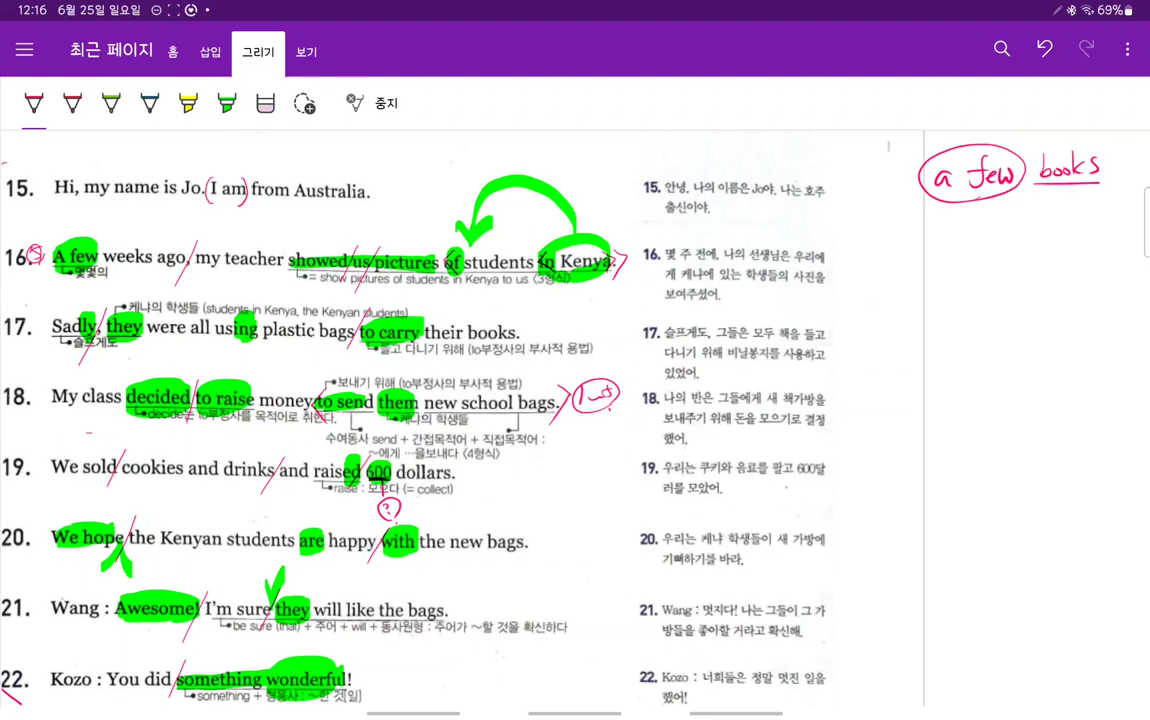 12:16 6월 25일 일요일 69%
최근 페이지 홈 삽입 그리기 보기
중지
a few books
15. Hi, my name is Jo. (I am) from Australia.
15. 안녕, 나의 이름은 Jo야. 나는 호주
출신이야.
16. A few weeks ago, my teacher showed us pictures of students in Kenya.
몇몇의
= show pictures of students in Kenya to us 〈3형식〉
16. 몇 주 전에, 나의 선생님은 우리에
게 케냐에 있는 학생들의 사진을
보여주셨어.
케냐의 학생들 (students in Kenya, the Kenyan students)
17. Sadly, they were all using plastic bags to carry their books.
슬프게도
들고 다니기 위해 (to부정사의 부사적 용법)
17. 슬프게도, 그들은 모두 책을 들고
다니기 위해 비닐봉지를 사용하고
있었어.
보내기 위해 (to부정사의 부사적 용법)
18. My class decided to raise money to send them new school bags.
decide는 to부정사를 목적어로 취한다.
케냐의 학생들
수여동사 send + 간접목적어 + 직접목적어 :
~에게 …을보내다 〈4형식〉
18. 나의 반은 그들에게 새 책가방을
보내주기 위해 돈을 모으기로 결정
했어.
19. We sold cookies and drinks and raised 600 dollars.
raise : 모으다 (= collect)
?
19. 우리는 쿠키와 음료를 팔고 600달
러를 모았어.
20. We hope the Kenyan students are happy with the new bags.
20. 우리는 케냐 학생들이 새 가방에
기뻐하기를 바라.
21. Wang : Awesome! I'm sure they will like the bags.
be sure (that) + 주어 + will + 동사원형 : 주어가 ~할 것을 확신하다
21. Wang : 멋지다! 나는 그들이 그 가
방들을 좋아할 거라고 확신해.
22. Kozo : You did something wonderful!
something + 형용사 : ~한 것[일]
22. Kozo : 너희들은 정말 멋진 일을
했어!